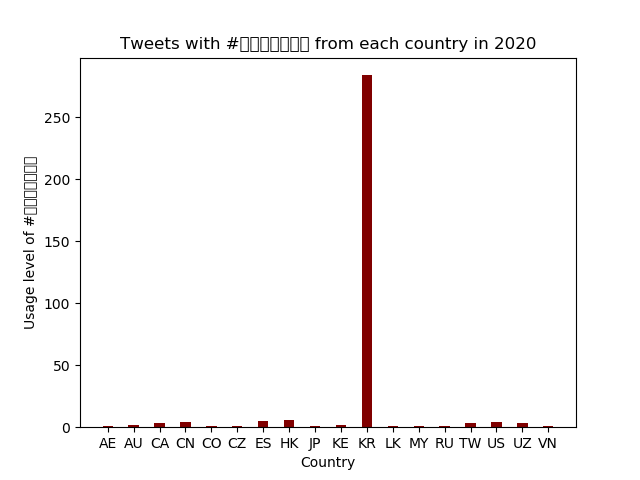 Tweets with #▯▯▯▯▯▯▯ from each country in 2020
Usage level of #▯▯▯▯▯▯▯
250
200
150
100
50
0
AE AU CA CN CO CZ ES HK JP KE KR LK MY RU TW US UZ VN
Country